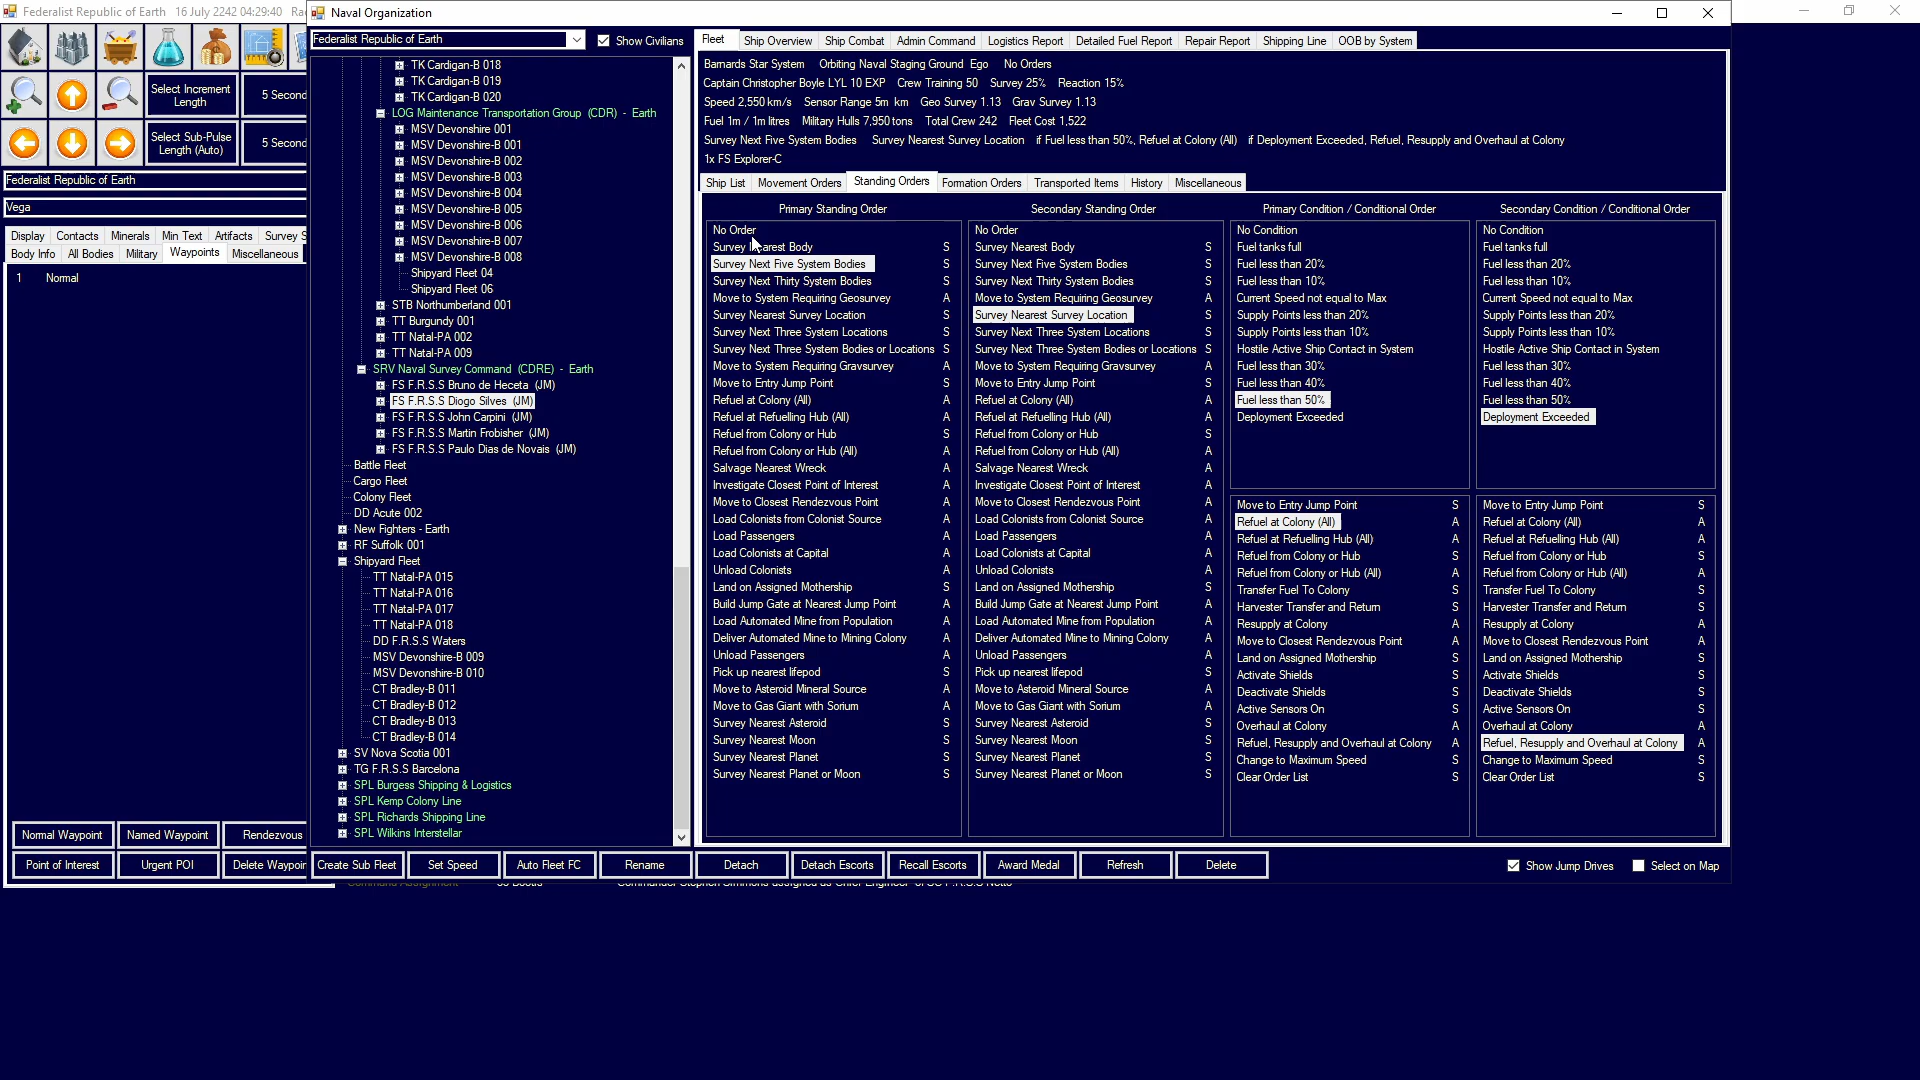 Federalist Republic of Earth 16 July 2242 04:29:40
Naval Organization
Federalist Republic of Earth
Show Civilians
Select Increment Length
5 Second
Select Sub-Pulse Length (Auto)
5 Second
Federalist Republic of Earth
Vega
Display Contacts Minerals Min Text Artifacts Survey S
Body Info All Bodies Military Waypoints Miscellaneous
1 Normal
Normal Waypoint Named Waypoint Rendezvous
Point of Interest Urgent POI Delete Waypoin
TK Cardigan-B 018
TK Cardigan-B 019
TK Cardigan-B 020
LOG Maintenance Transportation Group (CDR) - Earth
MSV Devonshire 001
MSV Devonshire-B 001
MSV Devonshire-B 002
MSV Devonshire-B 003
MSV Devonshire-B 004
MSV Devonshire-B 005
MSV Devonshire-B 006
MSV Devonshire-B 007
MSV Devonshire-B 008
Shipyard Fleet 04
Shipyard Fleet 06
STB Northumberland 001
TT Burgundy 001
TT Natal-PA 002
TT Natal-PA 009
SRV Naval Survey Command (CDRE) - Earth
FS F.R.S.S Bruno de Heceta (JM)
FS F.R.S.S Diogo Silves (JM)
FS F.R.S.S John Carpini (JM)
FS F.R.S.S Martin Frobisher (JM)
FS F.R.S.S Paulo Dias de Novais (JM)
Battle Fleet
Cargo Fleet
Colony Fleet
DD Acute 002
New Fighters - Earth
RF Suffolk 001
Shipyard Fleet
TT Natal-PA 015
TT Natal-PA 016
TT Natal-PA 017
TT Natal-PA 018
DD F.R.S.S Waters
MSV Devonshire-B 009
MSV Devonshire-B 010
CT Bradley-B 011
CT Bradley-B 012
CT Bradley-B 013
CT Bradley-B 014
SV Nova Scotia 001
TG F.R.S.S Barcelona
SPL Burgess Shipping & Logistics
SPL Kemp Colony Line
SPL Richards Shipping Line
SPL Wilkins Interstellar
Fleet Ship Overview Ship Combat Admin Command Logistics Report Detailed Fuel Report Repair Report Shipping Line OOB by System
Barnards Star System Orbiting Naval Staging Ground Ego No Orders
Captain Christopher Boyle LYL 10 EXP Crew Training 50 Survey 25% Reaction 15%
Speed 2,550 km/s Sensor Range 5m km Geo Survey 1.13 Grav Survey 1.13
Fuel 1m / 1m litres Military Hulls 7,950 tons Total Crew 242 Fleet Cost 1,522
Survey Next Five System Bodies Survey Nearest Survey Location if Fuel less than 50%, Refuel at Colony (All) if Deployment Exceeded, Refuel, Resupply and Overhaul at Colony
1x FS Explorer-C
Ship List Movement Orders Standing Orders Formation Orders Transported Items History Miscellaneous
Primary Standing Order
No Order
Survey Nearest Body S
Survey Next Five System Bodies S
Survey Next Thirty System Bodies S
Move to System Requiring Geosurvey A
Survey Nearest Survey Location S
Survey Next Three System Locations S
Survey Next Three System Bodies or Locations S
Move to System Requiring Gravsurvey A
Move to Entry Jump Point S
Refuel at Colony (All) A
Refuel at Refuelling Hub (All) A
Refuel from Colony or Hub S
Refuel from Colony or Hub (All) A
Salvage Nearest Wreck A
Investigate Closest Point of Interest A
Move to Closest Rendezvous Point A
Load Colonists from Colonist Source A
Load Passengers A
Load Colonists at Capital A
Unload Colonists A
Land on Assigned Mothership S
Build Jump Gate at Nearest Jump Point A
Load Automated Mine from Population A
Deliver Automated Mine to Mining Colony A
Unload Passengers A
Pick up nearest lifepod S
Move to Asteroid Mineral Source A
Move to Gas Giant with Sorium A
Survey Nearest Asteroid S
Survey Nearest Moon S
Survey Nearest Planet S
Survey Nearest Planet or Moon S
Secondary Standing Order
No Order
Survey Nearest Body S
Survey Next Five System Bodies S
Survey Next Thirty System Bodies S
Move to System Requiring Geosurvey A
Survey Nearest Survey Location S
Survey Next Three System Locations S
Survey Next Three System Bodies or Locations S
Move to System Requiring Gravsurvey A
Move to Entry Jump Point S
Refuel at Colony (All) A
Refuel at Refuelling Hub (All) A
Refuel from Colony or Hub S
Refuel from Colony or Hub (All) A
Salvage Nearest Wreck A
Investigate Closest Point of Interest A
Move to Closest Rendezvous Point A
Load Colonists from Colonist Source A
Load Passengers A
Load Colonists at Capital A
Unload Colonists A
Land on Assigned Mothership S
Build Jump Gate at Nearest Jump Point A
Load Automated Mine from Population A
Deliver Automated Mine to Mining Colony A
Unload Passengers A
Pick up nearest lifepod S
Move to Asteroid Mineral Source A
Move to Gas Giant with Sorium A
Survey Nearest Asteroid S
Survey Nearest Moon S
Survey Nearest Planet S
Survey Nearest Planet or Moon S
Primary Condition / Conditional Order
No Condition
Fuel tanks full
Fuel less than 20%
Fuel less than 10%
Current Speed not equal to Max
Supply Points less than 20%
Supply Points less than 10%
Hostile Active Ship Contact in System
Fuel less than 30%
Fuel less than 40%
Fuel less than 50%
Deployment Exceeded
Move to Entry Jump Point S
Refuel at Colony (All) A
Refuel at Refuelling Hub (All) A
Refuel from Colony or Hub S
Refuel from Colony or Hub (All) A
Transfer Fuel To Colony S
Harvester Transfer and Return S
Resupply at Colony A
Move to Closest Rendezvous Point A
Land on Assigned Mothership S
Activate Shields S
Deactivate Shields S
Active Sensors On S
Overhaul at Colony A
Refuel, Resupply and Overhaul at Colony A
Change to Maximum Speed S
Clear Order List S
Secondary Condition / Conditional Order
No Condition
Fuel tanks full
Fuel less than 20%
Fuel less than 10%
Current Speed not equal to Max
Supply Points less than 20%
Supply Points less than 10%
Hostile Active Ship Contact in System
Fuel less than 30%
Fuel less than 40%
Fuel less than 50%
Deployment Exceeded
Move to Entry Jump Point S
Refuel at Colony (All) A
Refuel at Refuelling Hub (All) A
Refuel from Colony or Hub S
Refuel from Colony or Hub (All) A
Transfer Fuel To Colony S
Harvester Transfer and Return S
Resupply at Colony A
Move to Closest Rendezvous Point A
Land on Assigned Mothership S
Activate Shields S
Deactivate Shields S
Active Sensors On S
Overhaul at Colony A
Refuel, Resupply and Overhaul at Colony A
Change to Maximum Speed S
Clear Order List S
Create Sub Fleet Set Speed Auto Fleet FC Rename Detach Detach Escorts Recall Escorts Award Medal Refresh Delete
Show Jump Drives Select on Map